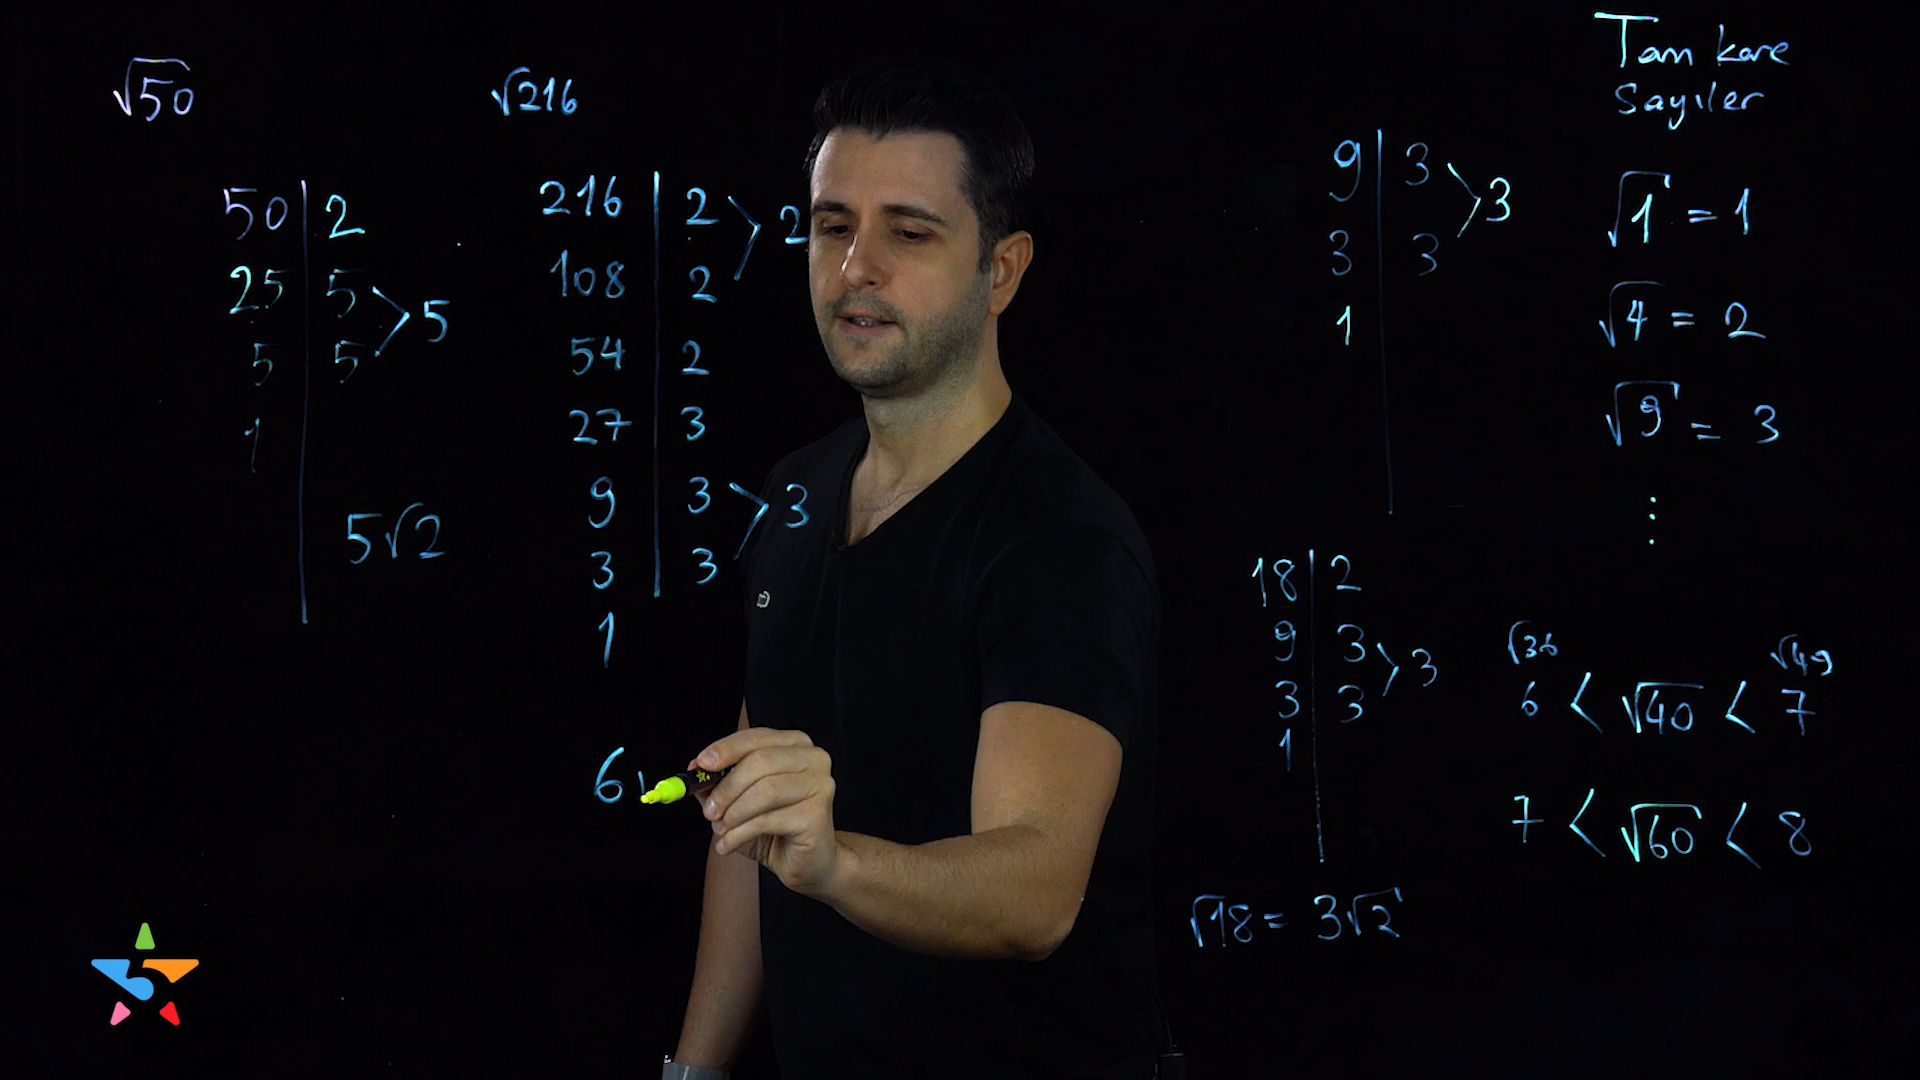 √50
50 | 2
25 | 5 > 5
5 | 5
1
5√2
√216
216 | 2 > 2
108 | 2
54 | 2
27 | 3
9 | 3 > 3
3 | 3
1
6
9 | 3 > 3
3 | 3
1
18 | 2
9 | 3 > 3
3 | 3
1
√18 = 3√2
Tam kare
Sayılar
√1 = 1
√4 = 2
√9 = 3
⋮
√36 √49
6 < √40 < 7
7 < √60 < 8
5